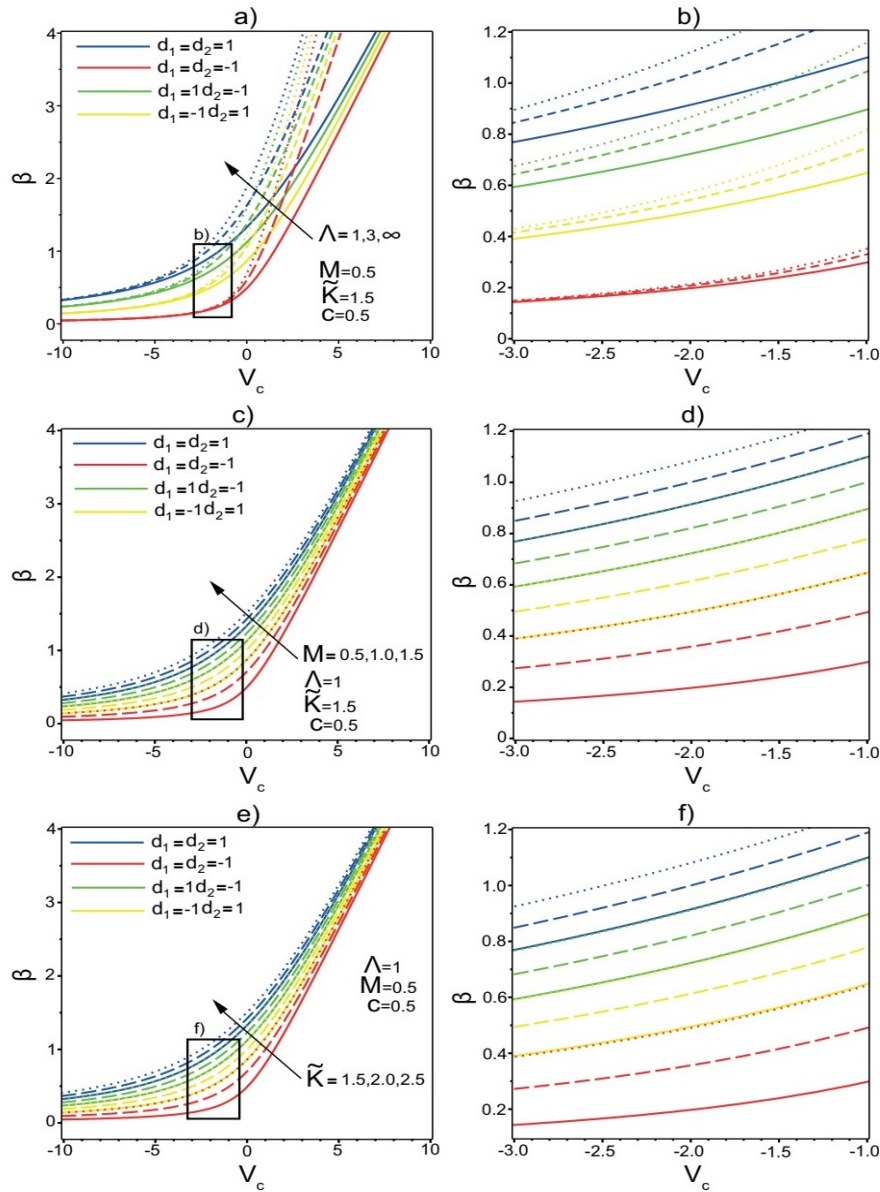 a)
4
3
2
1
0
β
d₁=d₂=1
d₁=d₂=-1
d₁=1d₂=-1
d₁=-1d₂=1
b)
Λ=1,3,∞
M=0.5
K̃=1.5
c=0.5
-10
-5
0
5
10
V_c
b)
1.2
1.0
0.8
0.6
0.4
0.2
0
β
-3.0
-2.5
-2.0
-1.5
-1.0
V_c
c)
4
3
2
1
0
β
d₁=d₂=1
d₁=d₂=-1
d₁=1d₂=-1
d₁=-1d₂=1
d)
M=0.5,1.0,1.5
Λ=1
K̃=1.5
c=0.5
-10
-5
0
5
10
V_c
d)
1.2
1.0
0.8
0.6
0.4
0.2
0
β
-3.0
-2.5
-2.0
-1.5
-1.0
V_c
e)
4
3
2
1
0
β
d₁=d₂=1
d₁=d₂=-1
d₁=1d₂=-1
d₁=-1d₂=1
Λ=1
M=0.5
c=0.5
f)
K̃=1.5,2.0,2.5
-10
-5
0
5
10
V_c
f)
1.2
1.0
0.8
0.6
0.4
0.2
β
-3.0
-2.5
-2.0
-1.5
-1.0
V_c